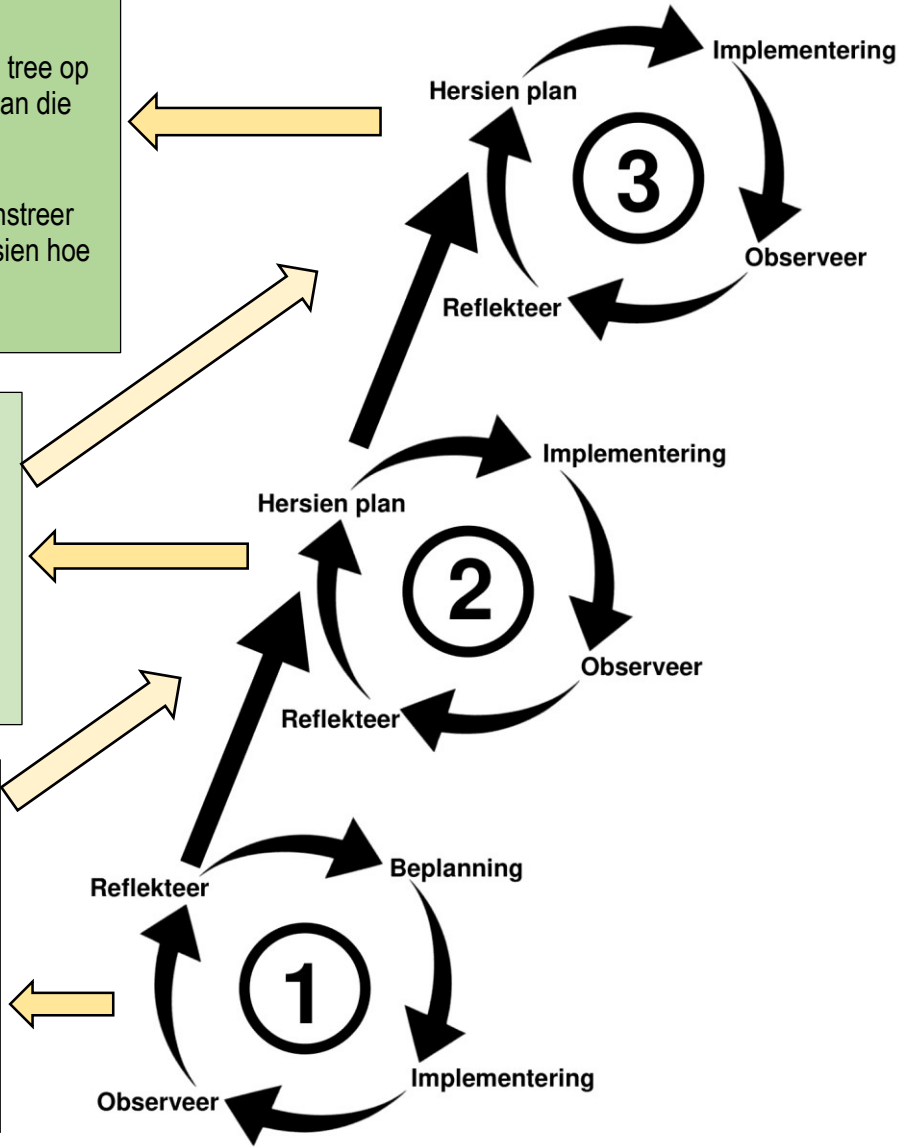 tree op
an die
nstreer
sien hoe
Implementering
Hersien plan
3
Observeer
Reflekteer
Implementering
Hersien plan
2
Observeer
Reflekteer
Beplanning
Reflekteer
1
Implementering
Observeer